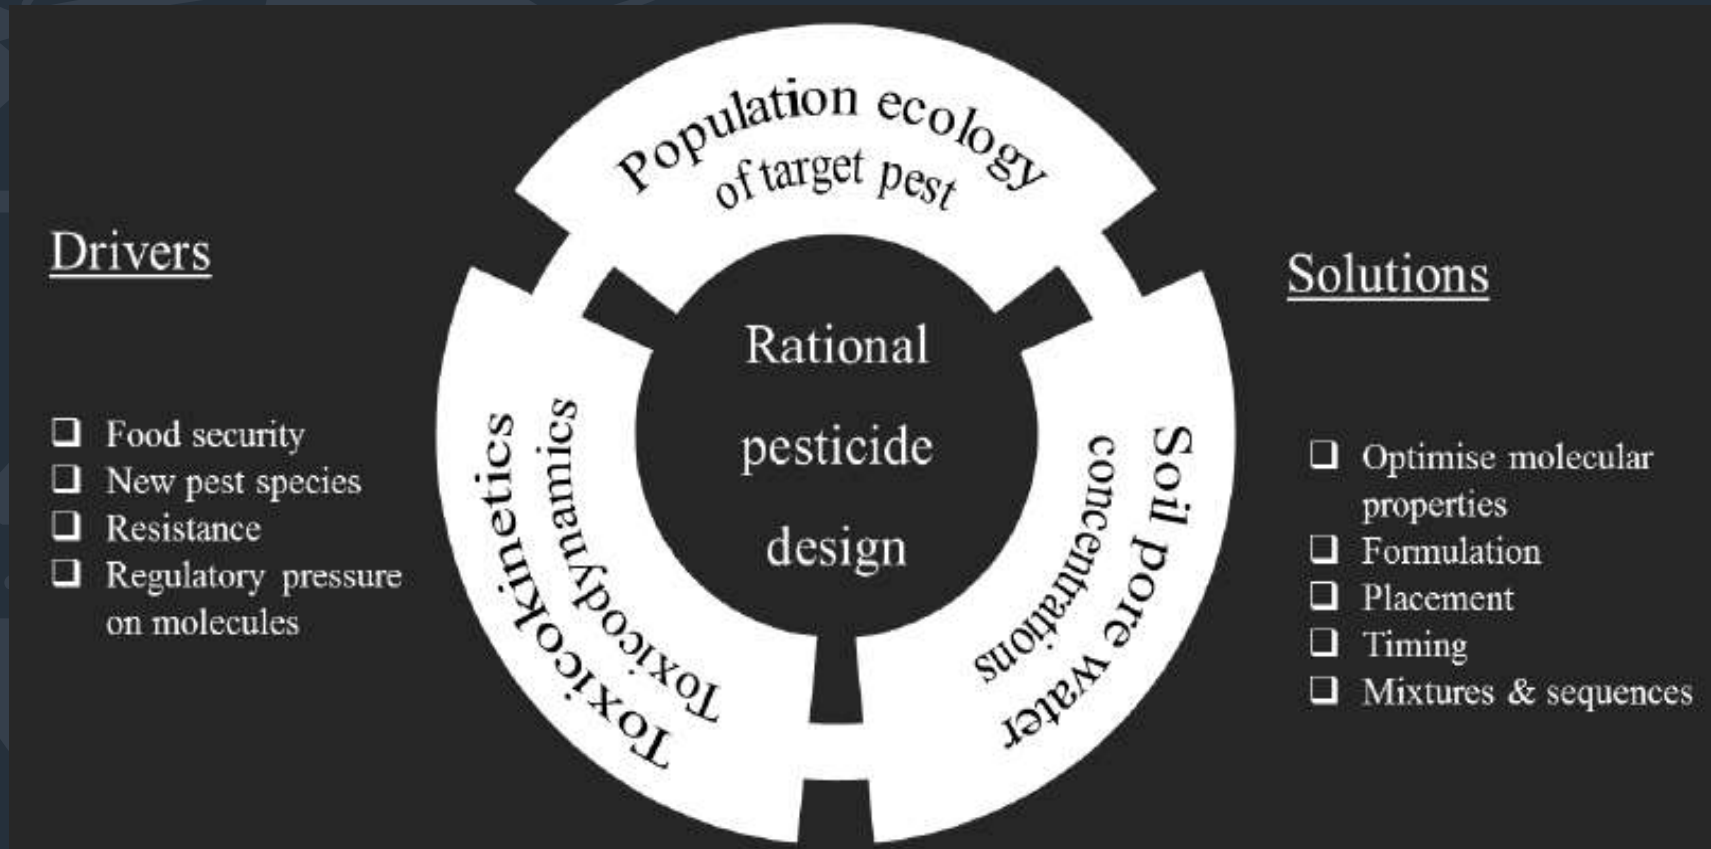 Drivers
Food security
New pest species
Resistance
Regulatory pressure
on molecules
Population ecology
of target pest
Toxicokinetics
Toxicodynamics
Rational
pesticide
design
Soil pore water
concentrations
Solutions
Optimise molecular
properties
Formulation
Placement
Timing
Mixtures & sequences